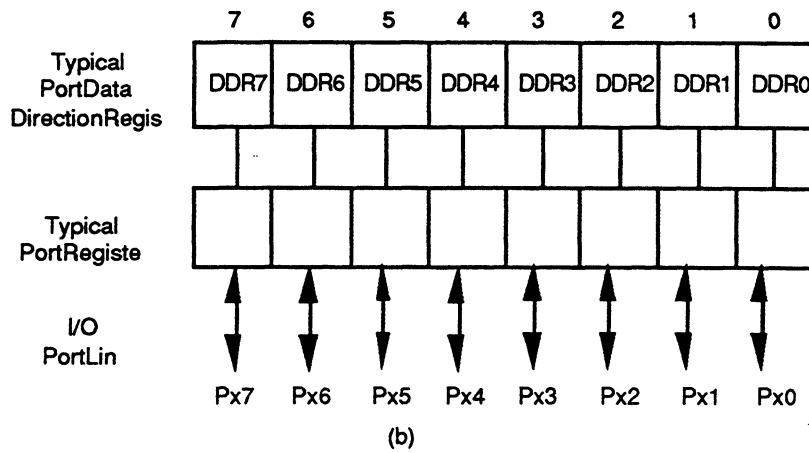 7 6 5 4 3 2 1 0
Typical
PortData
DirectionRegis
DDR7 DDR6 DDR5 DDR4 DDR3 DDR2 DDR1 DDR0
Typical
PortRegiste
I/O
PortLin
Px7 Px6 Px5 Px4 Px3 Px2 Px1 Px0
(b)